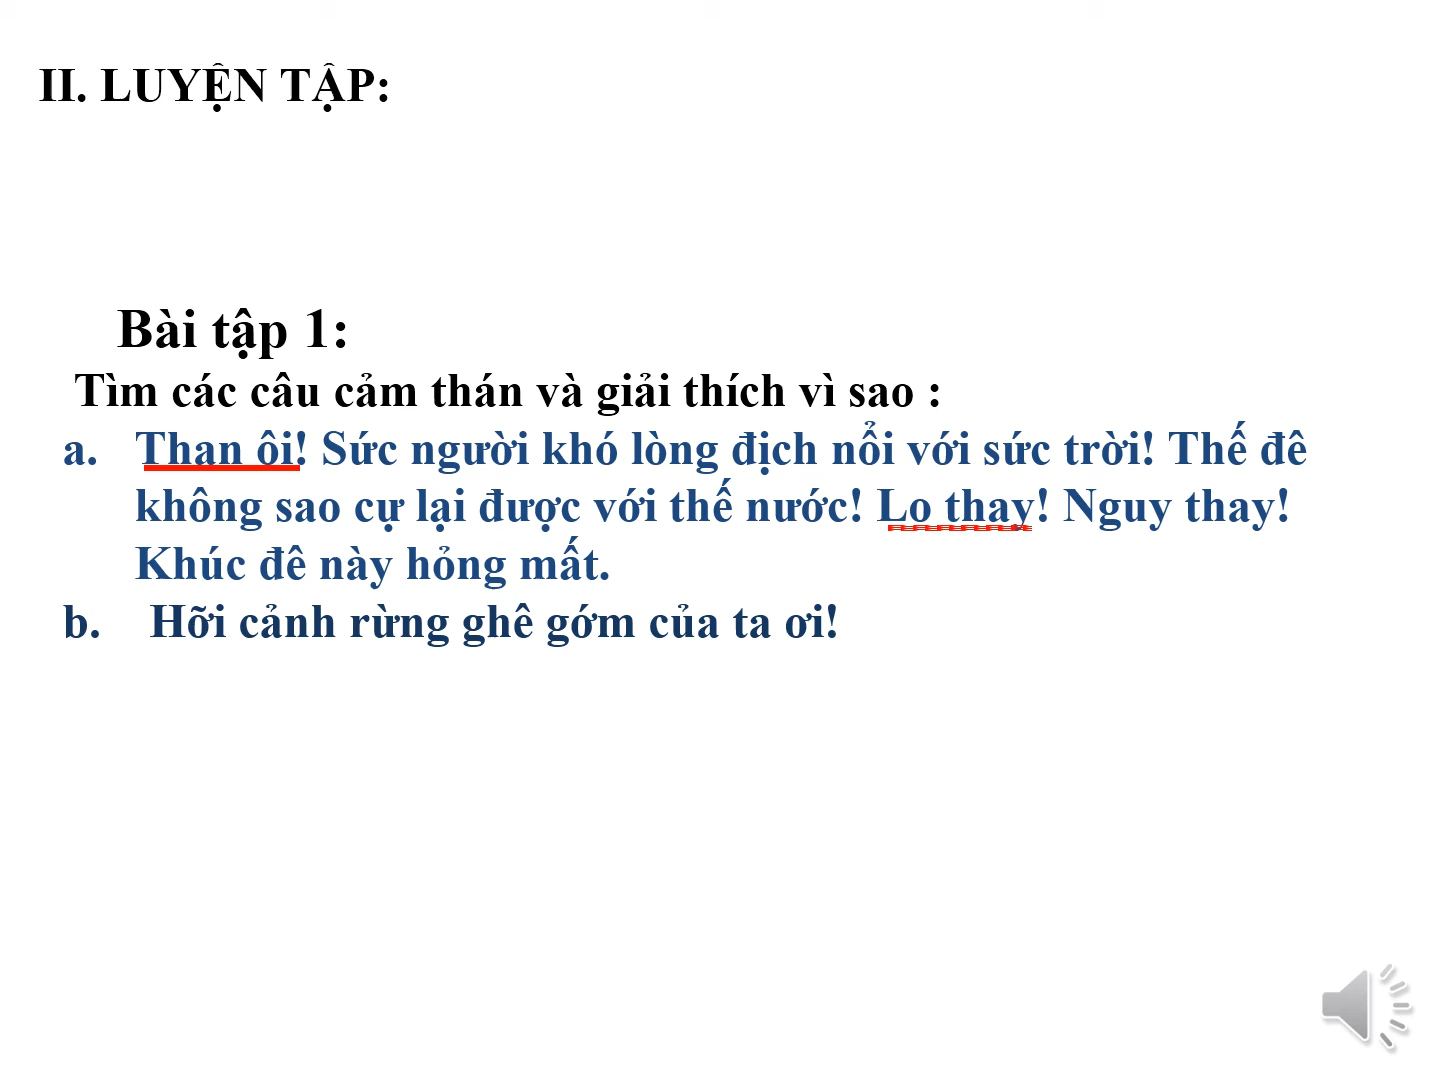 II. LUYỆN TẬP:
Bài tập 1:
Tìm các câu cảm thán và giải thích vì sao :
a. Than ôi! Sức người khó lòng địch nổi với sức trời! Thế đê
không sao cự lại được với thế nước! Lo thay! Nguy thay!
Khúc đê này hỏng mất.
b. Hỡi cảnh rừng ghê gớm của ta ơi!